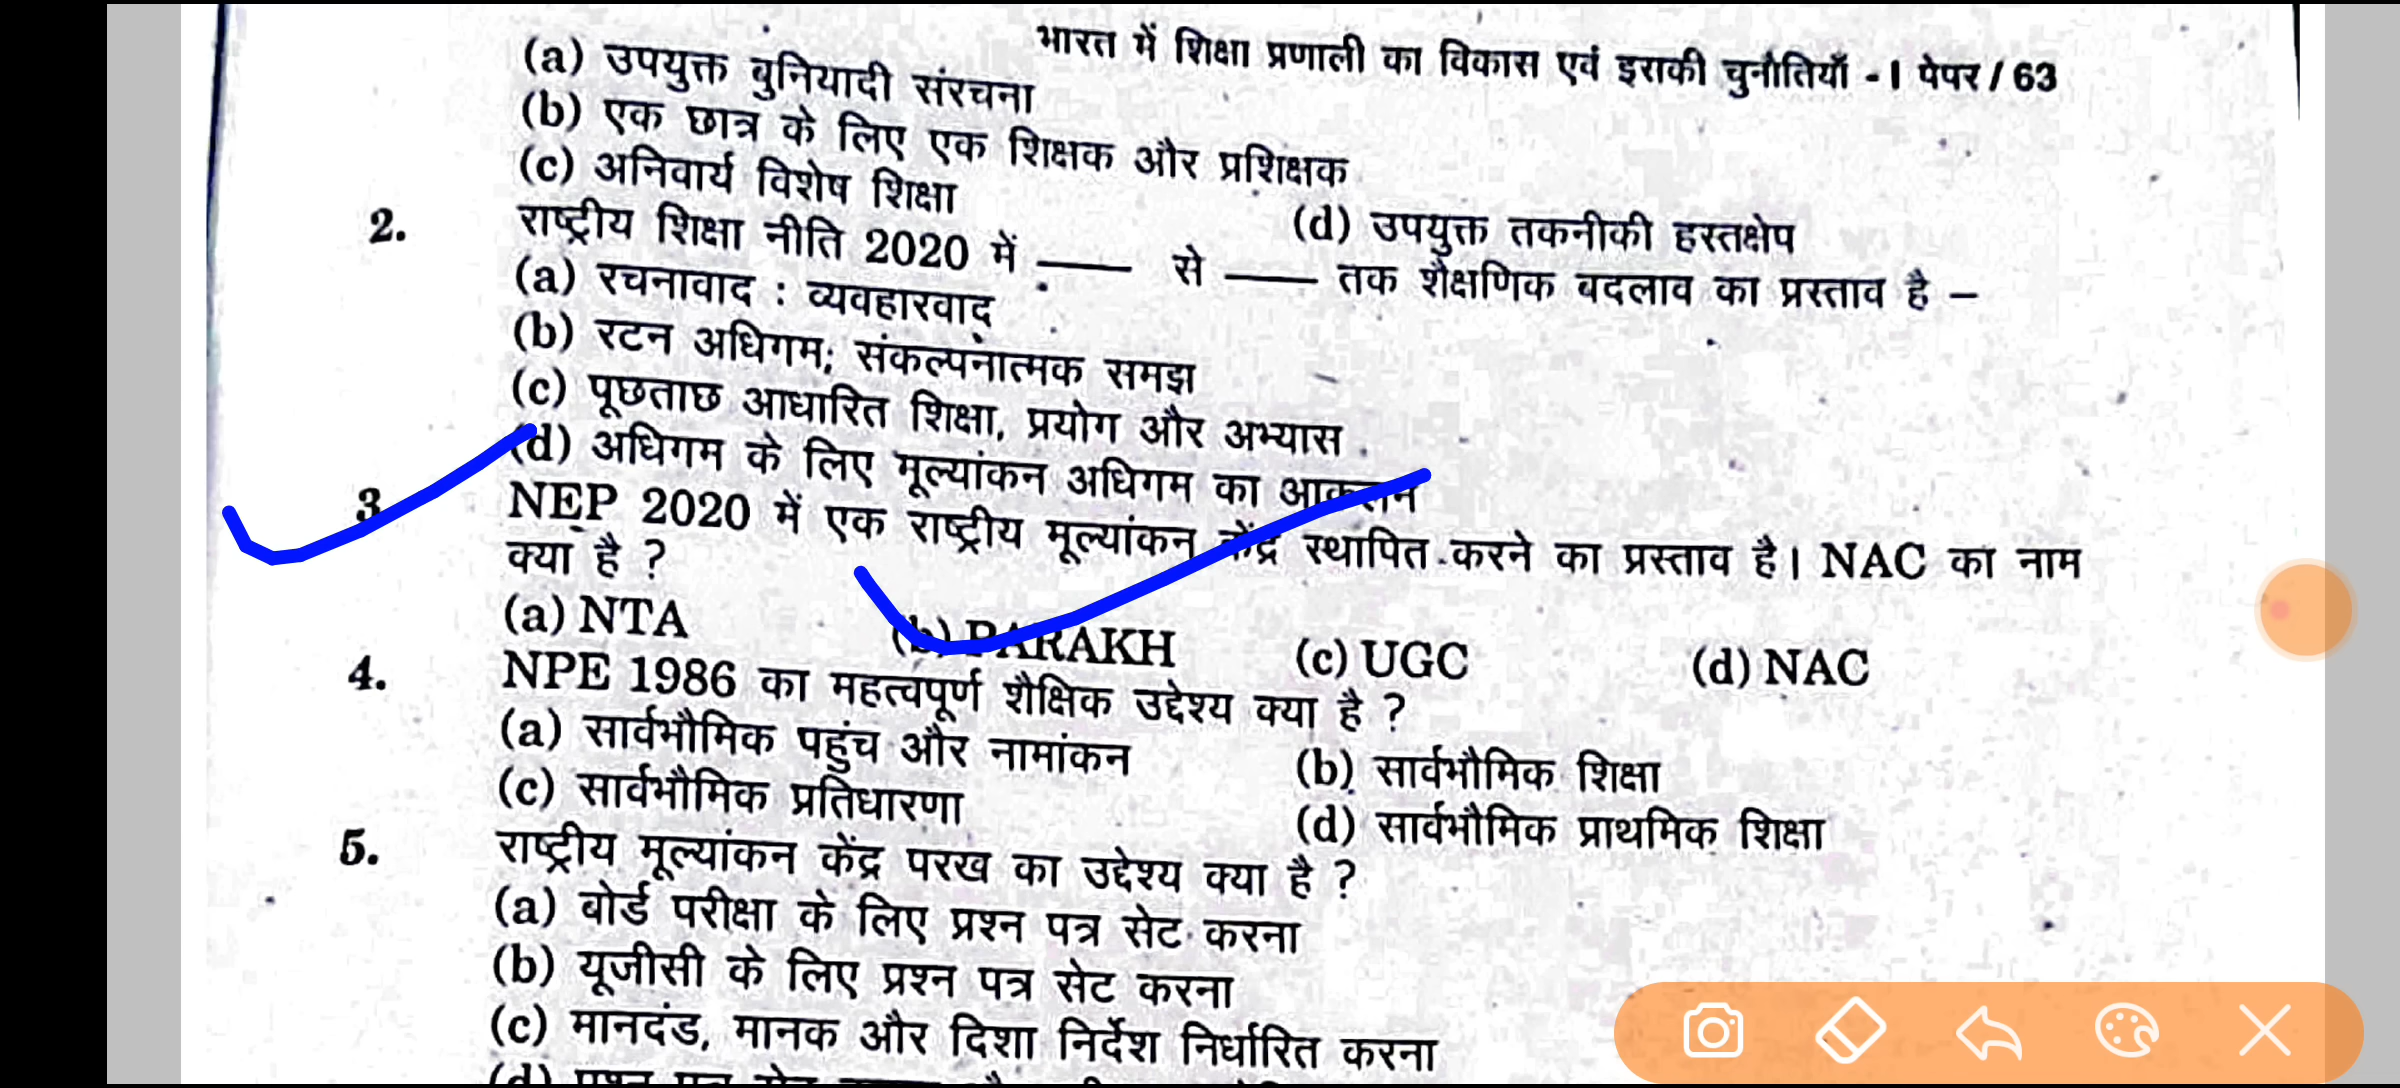 भारत में शिक्षा प्रणाली का विकास एवं इसकी चुनौतियाँ - I पेपर / 63
(a) उपयुक्त बुनियादी संरचना
(b) एक छात्र के लिए एक शिक्षक और प्रशिक्षक
(c) अनिवार्य विशेष शिक्षा (d) उपयुक्त तकनीकी हस्तक्षेप
2. राष्ट्रीय शिक्षा नीति 2020 में —— से —— तक शैक्षणिक बदलाव का प्रस्ताव है –
(a) रचनावाद : व्यवहारवाद
(b) रटन अधिगम; संकल्पनात्मक समझ
(c) पूछताछ आधारित शिक्षा, प्रयोग और अभ्यास
(d) अधिगम के लिए मूल्यांकन अधिगम का आकलन
3 NEP 2020 में एक राष्ट्रीय मूल्यांकन केंद्र स्थापित करने का प्रस्ताव है। NAC का नाम
क्या है ?
(a) NTA (b) PARAKH (c) UGC (d) NAC
4. NPE 1986 का महत्वपूर्ण शैक्षिक उद्देश्य क्या है ?
(a) सार्वभौमिक पहुंच और नामांकन (b) सार्वभौमिक शिक्षा
(c) सार्वभौमिक प्रतिधारणा (d) सार्वभौमिक प्राथमिक शिक्षा
5. राष्ट्रीय मूल्यांकन केंद्र परख का उद्देश्य क्या है ?
(a) बोर्ड परीक्षा के लिए प्रश्न पत्र सेट करना
(b) यूजीसी के लिए प्रश्न पत्र सेट करना
(c) मानदंड, मानक और दिशा निर्देश निर्धारित करना